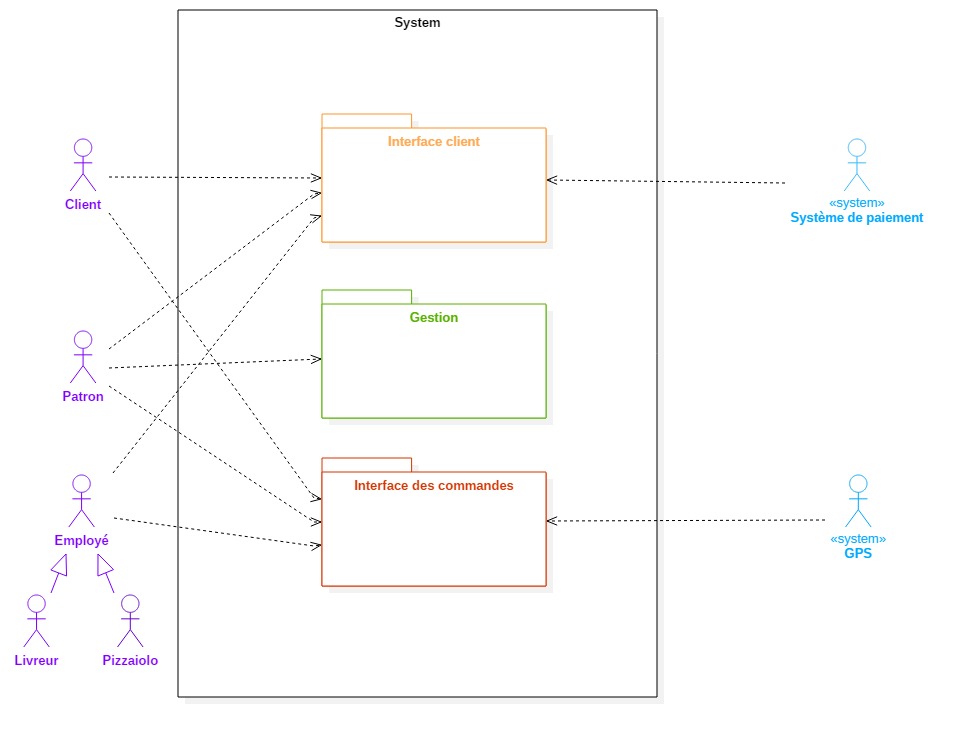 System
Interface client
Client
«system»
Système de paiement
Gestion
Patron
Interface des commandes
Employé
«system»
GPS
Livreur
Pizzaiolo